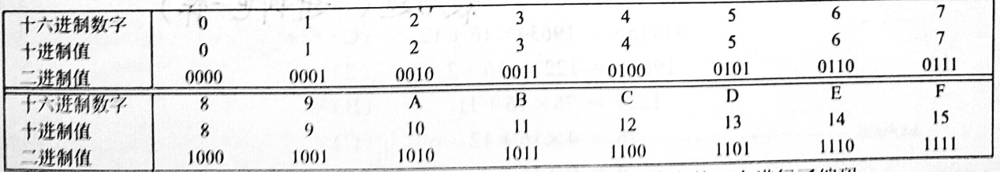 十六进制数字 0 1 2 3 4 5 6 7
十进制值 0 1 2 3 4 5 6 7
二进制值 0000 0001 0010 0011 0100 0101 0110 0111
十六进制数字 8 9 A B C D E F
十进制值 8 9 10 11 12 13 14 15
二进制值 1000 1001 1010 1011 1100 1101 1110 1111